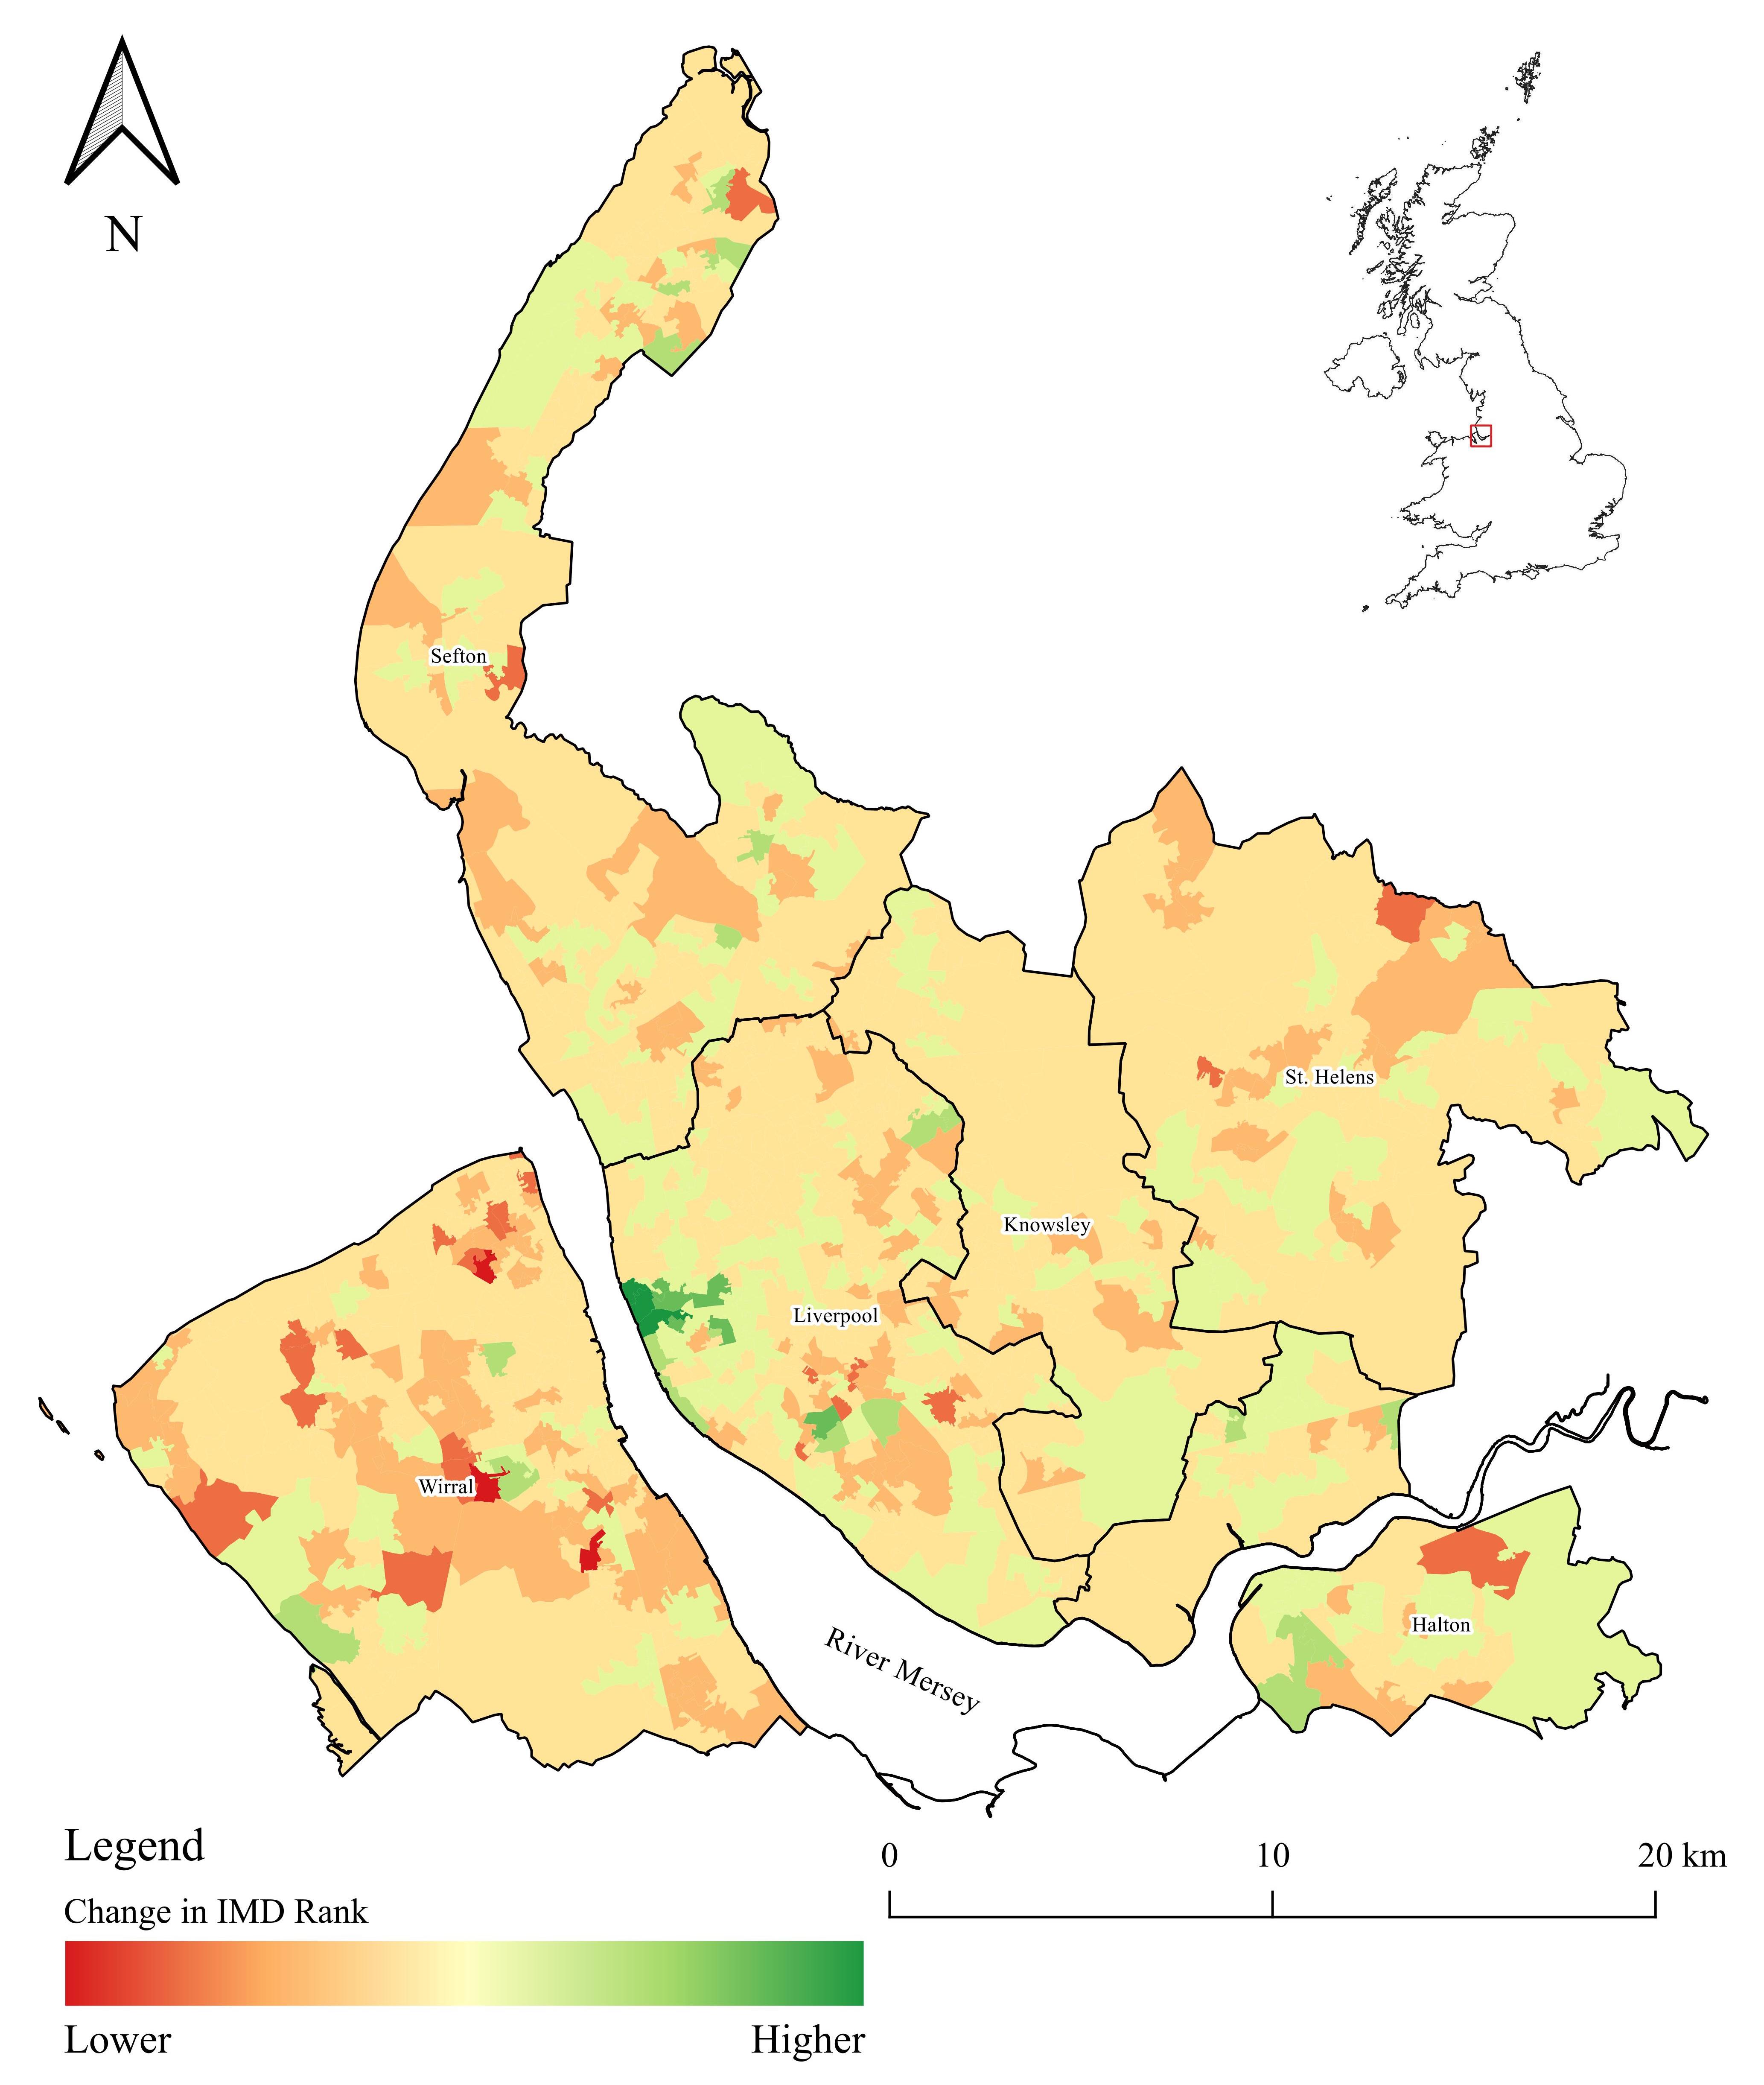 N
Sefton
St. Helens
Knowsley
Liverpool
Wirral
Halton
River Mersey
Legend
0 10 20 km
Change in IMD Rank
Lower Higher